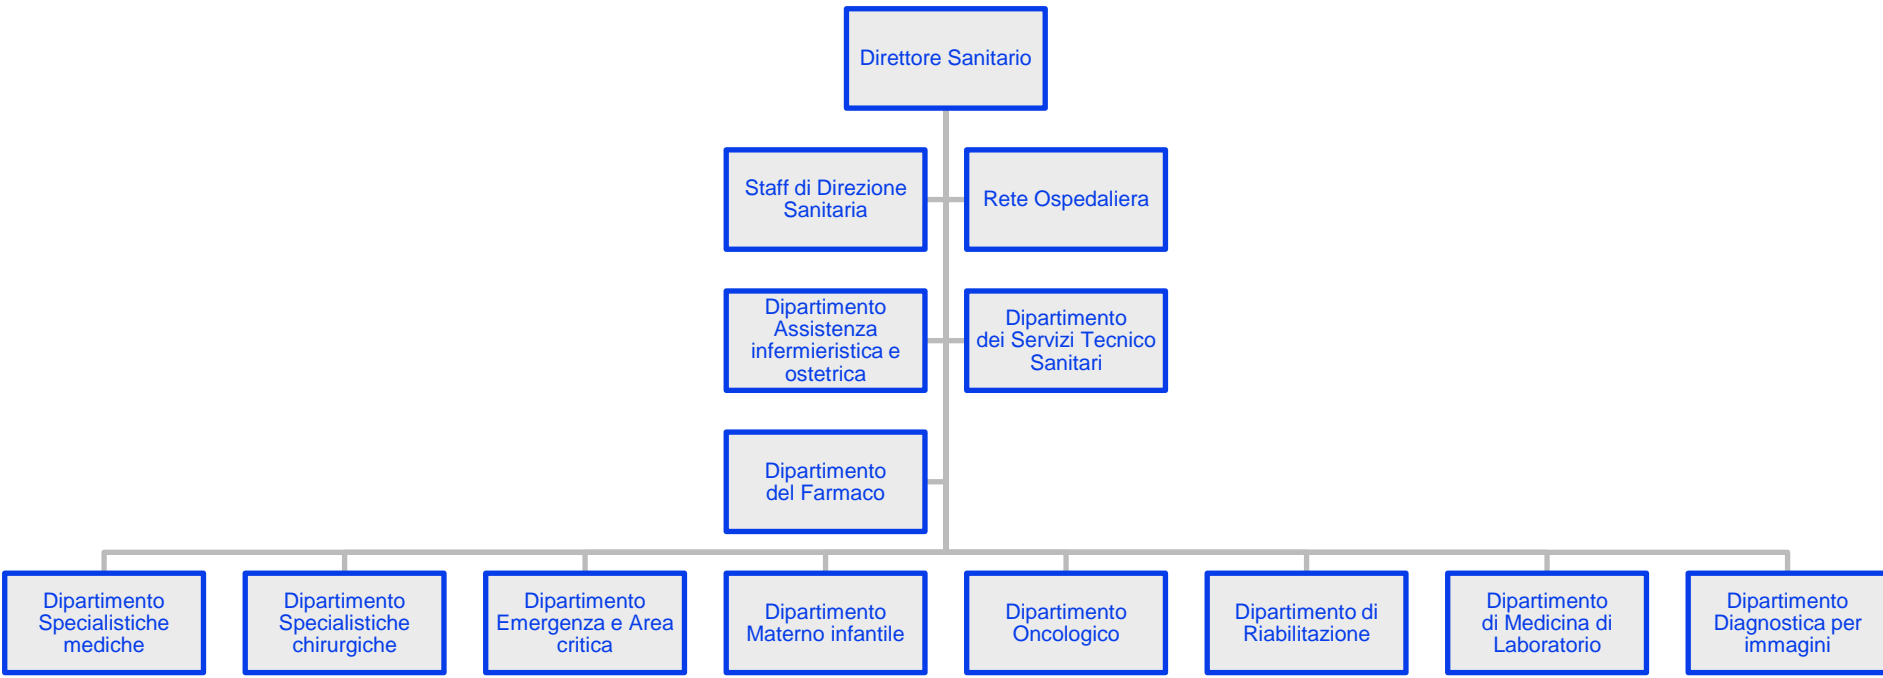 Direttore Sanitario
Staff di Direzione
Sanitaria
Rete Ospedaliera
Dipartimento
Assistenza
infermieristica e
ostetrica
Dipartimento
dei Servizi Tecnico
Sanitari
Dipartimento
del Farmaco
Dipartimento
Specialistiche
mediche
Dipartimento
Specialistiche
chirurgiche
Dipartimento
Emergenza e Area
critica
Dipartimento
Materno infantile
Dipartimento
Oncologico
Dipartimento di
Riabilitazione
Dipartimento
di Medicina di
Laboratorio
Dipartimento
Diagnostica per
immagini